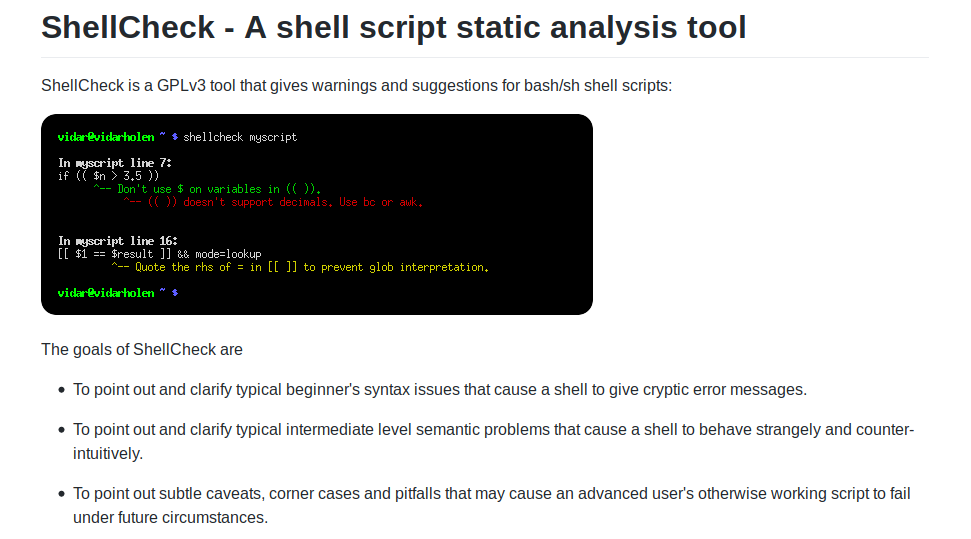 ShellCheck - A shell script static analysis tool
ShellCheck is a GPLv3 tool that gives warnings and suggestions for bash/sh shell scripts:
vidar@vidarholen ~ $ shellcheck myscript
In myscript line 7:
if (( $n > 3.5 ))
^-- Don't use $ on variables in (( )).
^-- (( )) doesn't support decimals. Use bc or awk.
In myscript line 16:
[[ $1 == $result ]] && mode=lookup
^-- Quote the rhs of = in [[ ]] to prevent glob interpretation.
vidar@vidarholen ~ $
The goals of ShellCheck are
• To point out and clarify typical beginner's syntax issues that cause a shell to give cryptic error messages.
• To point out and clarify typical intermediate level semantic problems that cause a shell to behave strangely and counter-
intuitively.
• To point out subtle caveats, corner cases and pitfalls that may cause an advanced user's otherwise working script to fail
under future circumstances.